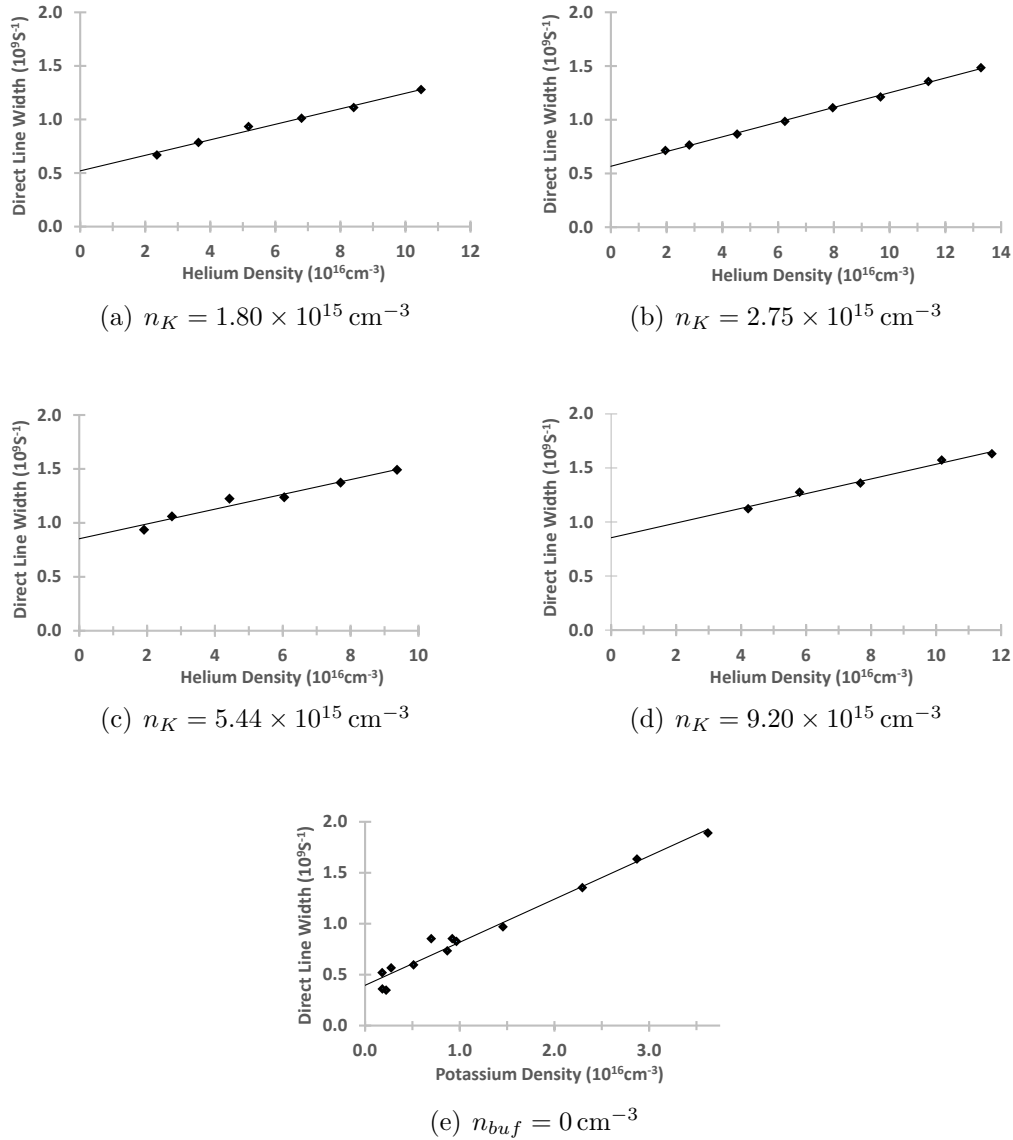 2.0
1.5
1.0
0.5
0.0
Direct Line Width (10⁹S⁻¹)
0 2 4 6 8 10 12
Helium Density (10¹⁶cm⁻³)
(a) n_K = 1.80 × 10¹⁵ cm⁻³
2.0
1.5
1.0
0.5
0.0
Direct Line Width (10⁹S⁻¹)
0 2 4 6 8 10 12 14
Helium Density (10¹⁶cm⁻³)
(b) n_K = 2.75 × 10¹⁵ cm⁻³
2.0
1.5
1.0
0.5
0.0
Direct Line Width (10⁹S⁻¹)
0 2 4 6 8 10
Helium Density (10¹⁶cm⁻³)
(c) n_K = 5.44 × 10¹⁵ cm⁻³
2.0
1.5
1.0
0.5
0.0
Direct Line Width (10⁹S⁻¹)
0 2 4 6 8 10 12
Helium Density (10¹⁶cm⁻³)
(d) n_K = 9.20 × 10¹⁵ cm⁻³
2.0
1.5
1.0
0.5
0.0
Direct Line Width (10⁹S⁻¹)
0.0 1.0 2.0 3.0
Potassium Density (10¹⁶cm⁻³)
(e) n_buf = 0 cm⁻³